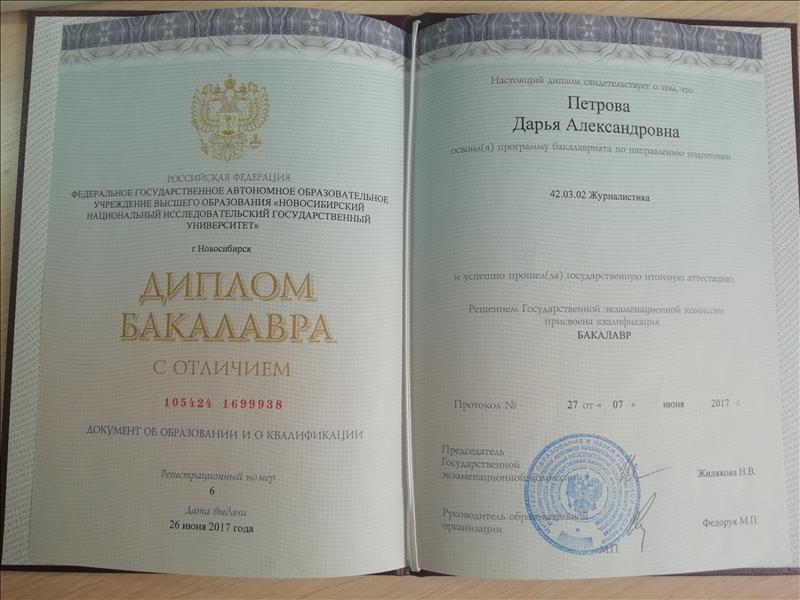 РОССИЙСКАЯ ФЕДЕРАЦИЯ
ФЕДЕРАЛЬНОЕ ГОСУДАРСТВЕННОЕ АВТОНОМНОЕ ОБРАЗОВАТЕЛЬНОЕ
УЧРЕЖДЕНИЕ ВЫСШЕГО ОБРАЗОВАНИЯ «НОВОСИБИРСКИЙ
НАЦИОНАЛЬНЫЙ ИССЛЕДОВАТЕЛЬСКИЙ ГОСУДАРСТВЕННЫЙ
УНИВЕРСИТЕТ»
г.Новосибирск
ДИПЛОМ
БАКАЛАВРА
С ОТЛИЧИЕМ
105424 1699938
ДОКУМЕНТ ОБ ОБРАЗОВАНИИ И О КВАЛИФИКАЦИИ
Регистрационный номер
6
Дата выдачи
26 июня 2017 года
Настоящий диплом свидетельствует о том, что
Петрова
Дарья Александровна
освоил(а) программу бакалавриата по направлению подготовки
42.03.02 Журналистика
и успешно прошел(ла) государственную итоговую аттестацию
Решением Государственной экзаменационной комиссии
присвоена квалификация
БАКАЛАВР
Протокол № 27 от « 07 » июня 2017 г.
Председатель
Государственной
экзаменационной комиссии
Жилякова Н.В.
Руководитель образовательной
организации
Федорук М.П.
М.П.